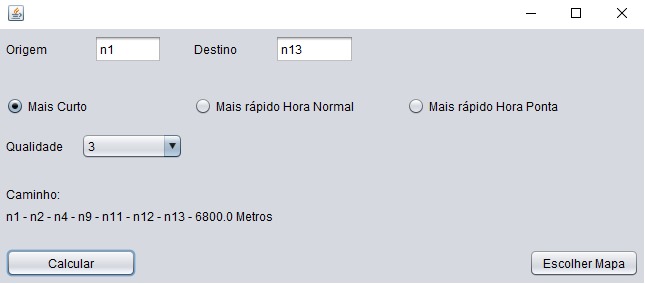 Origem n1 Destino n13
Mais Curto Mais rápido Hora Normal Mais rápido Hora Ponta
Qualidade 3
Caminho:
n1 - n2 - n4 - n9 - n11 - n12 - n13 - 6800.0 Metros
Calcular Escolher Mapa